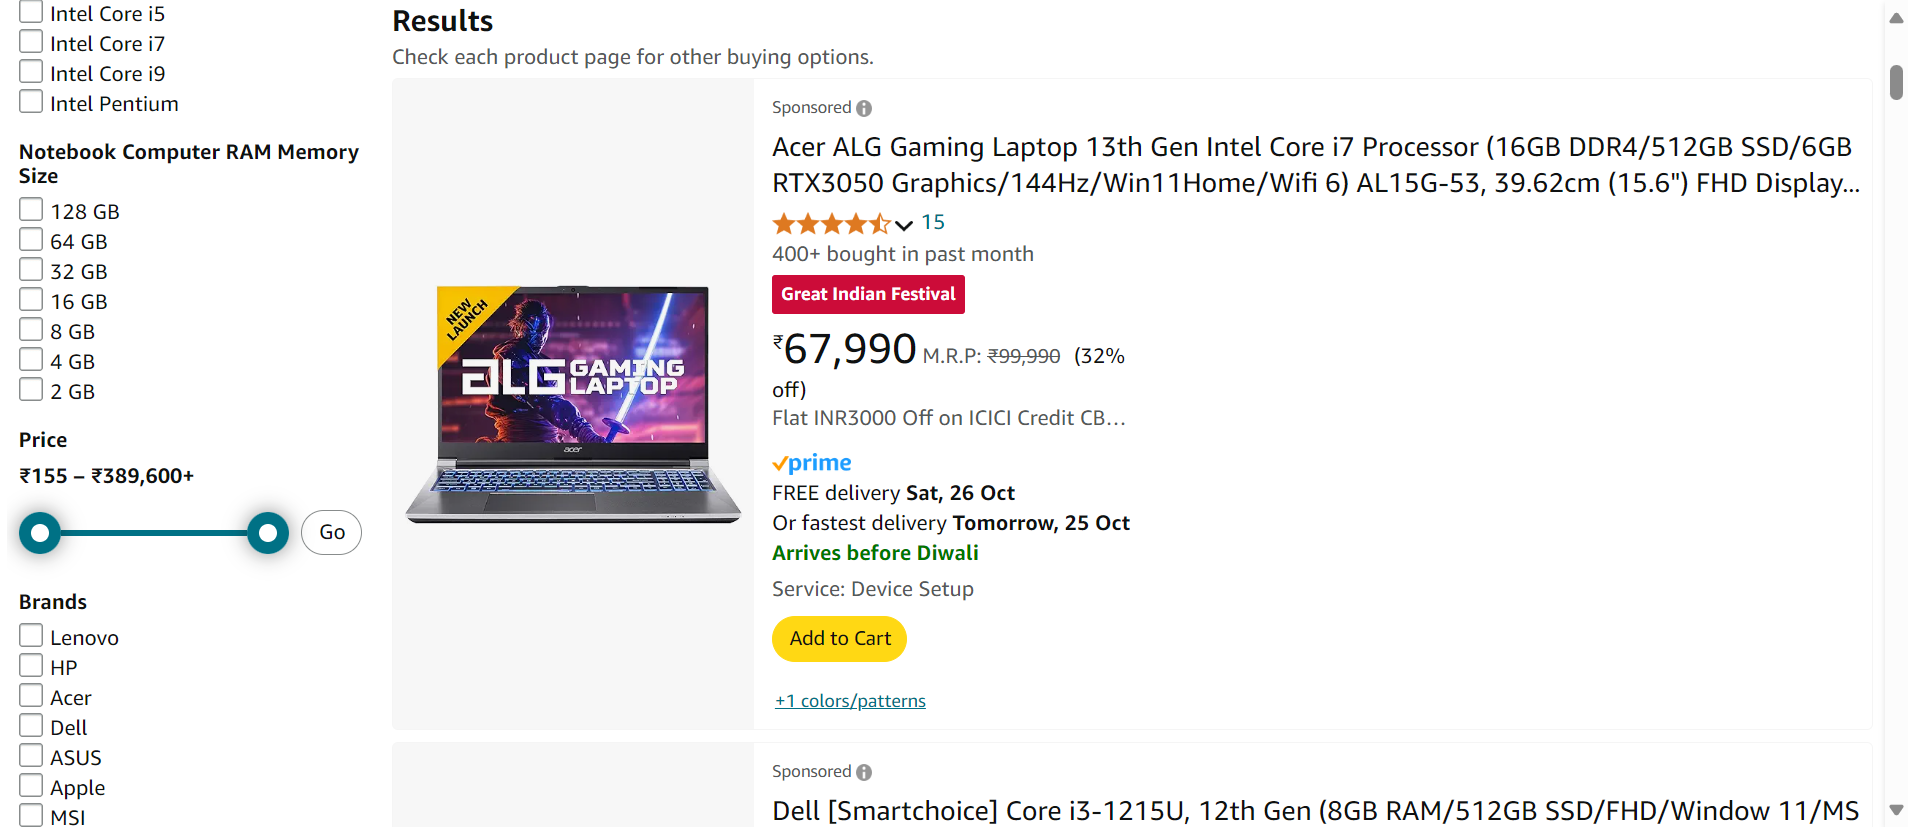 Intel Core i5
Intel Core i7
Intel Core i9
Intel Pentium
Notebook Computer RAM Memory
Size
128 GB
64 GB
32 GB
16 GB
8 GB
4 GB
2 GB
Price
₹155 – ₹389,600+
Go
Brands
Lenovo
HP
Acer
Dell
ASUS
Apple
MSI
Results
Check each product page for other buying options.
NEW
LAUNCH
ALG GAMING
LAPTOP
acer
Sponsored
Acer ALG Gaming Laptop 13th Gen Intel Core i7 Processor (16GB DDR4/512GB SSD/6GB
RTX3050 Graphics/144Hz/Win11Home/Wifi 6) AL15G-53, 39.62cm (15.6") FHD Display...
15
400+ bought in past month
Great Indian Festival
₹67,990 M.R.P: ₹99,990 (32%
off)
Flat INR3000 Off on ICICI Credit CB...
prime
FREE delivery Sat, 26 Oct
Or fastest delivery Tomorrow, 25 Oct
Arrives before Diwali
Service: Device Setup
Add to Cart
+1 colors/patterns
Sponsored
Dell [Smartchoice] Core i3-1215U, 12th Gen (8GB RAM/512GB SSD/FHD/Window 11/MS